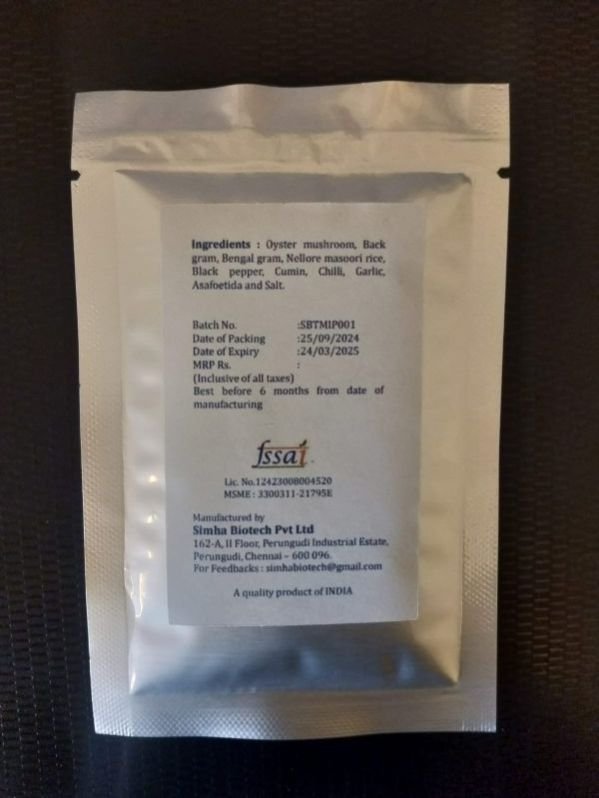 Ingredients : Oyster mushroom, Back
gram, Bengal gram, Nellore masoori rice,
Black pepper, Cumin, Chilli, Garlic,
Asafoetida and Salt.
Batch No. :SBTMIP001
Date of Packing :25/09/2024
Date of Expiry :24/03/2025
MRP Rs. :
(Inclusive of all taxes)
Best before 6 months from date of
manufacturing
fssai
Lic. No.12423008004520
MSME : 3300311-21795E
Manufactured by
Simha Biotech Pvt Ltd
162-A, II Floor, Perungudi Industrial Estate,
Perungudi, Chennai – 600 096.
For Feedbacks : simhabiotech@gmail.com
A quality product of INDIA